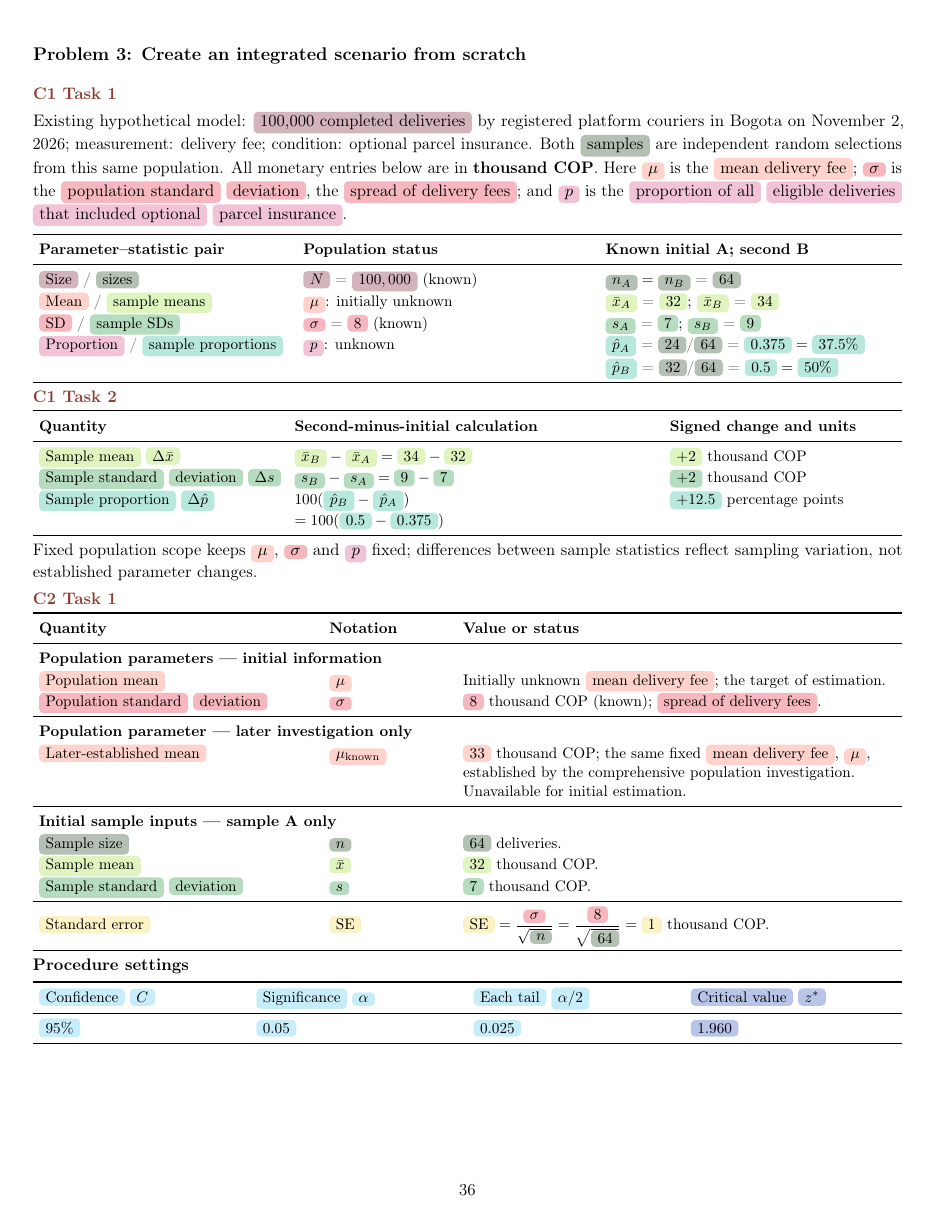 Problem 3: Create an integrated scenario from scratch
C1 Task 1
Existing hypothetical model: 100,000 completed deliveries by registered platform couriers in Bogota on November 2,
2026; measurement: delivery fee; condition: optional parcel insurance. Both samples are independent random selections
from this same population. All monetary entries below are in thousand COP. Here μ is the mean delivery fee; σ is
the population standard deviation, the spread of delivery fees; and p is the proportion of all eligible deliveries
that included optional parcel insurance.
Parameter–statistic pair Population status Known initial A; second B
Size / sizes N = 100,000 (known) n_A = n_B = 64
Mean / sample means μ: initially unknown x̄_A = 32; x̄_B = 34
SD / sample SDs σ = 8 (known) s_A = 7; s_B = 9
Proportion / sample proportions p: unknown p̂_A = 24/64 = 0.375 = 37.5%
p̂_B = 32/64 = 0.5 = 50%
C1 Task 2
Quantity Second-minus-initial calculation Signed change and units
Sample mean Δx̄ x̄_B − x̄_A = 34 − 32 +2 thousand COP
Sample standard deviation Δs s_B − s_A = 9 − 7 +2 thousand COP
Sample proportion Δp̂ 100(p̂_B − p̂_A) +12.5 percentage points
= 100(0.5 − 0.375)
Fixed population scope keeps μ, σ and p fixed; differences between sample statistics reflect sampling variation, not
established parameter changes.
C2 Task 1
Quantity Notation Value or status
Population parameters — initial information
Population mean μ Initially unknown mean delivery fee; the target of estimation.
Population standard deviation σ 8 thousand COP (known); spread of delivery fees.
Population parameter — later investigation only
Later-established mean μ_known 33 thousand COP; the same fixed mean delivery fee, μ,
established by the comprehensive population investigation.
Unavailable for initial estimation.
Initial sample inputs — sample A only
Sample size n 64 deliveries.
Sample mean x̄ 32 thousand COP.
Sample standard deviation s 7 thousand COP.
Standard error SE SE = σ/√n = 8/√64 = 1 thousand COP.
Procedure settings
Confidence C Significance α Each tail α/2 Critical value z*
95% 0.05 0.025 1.960
36